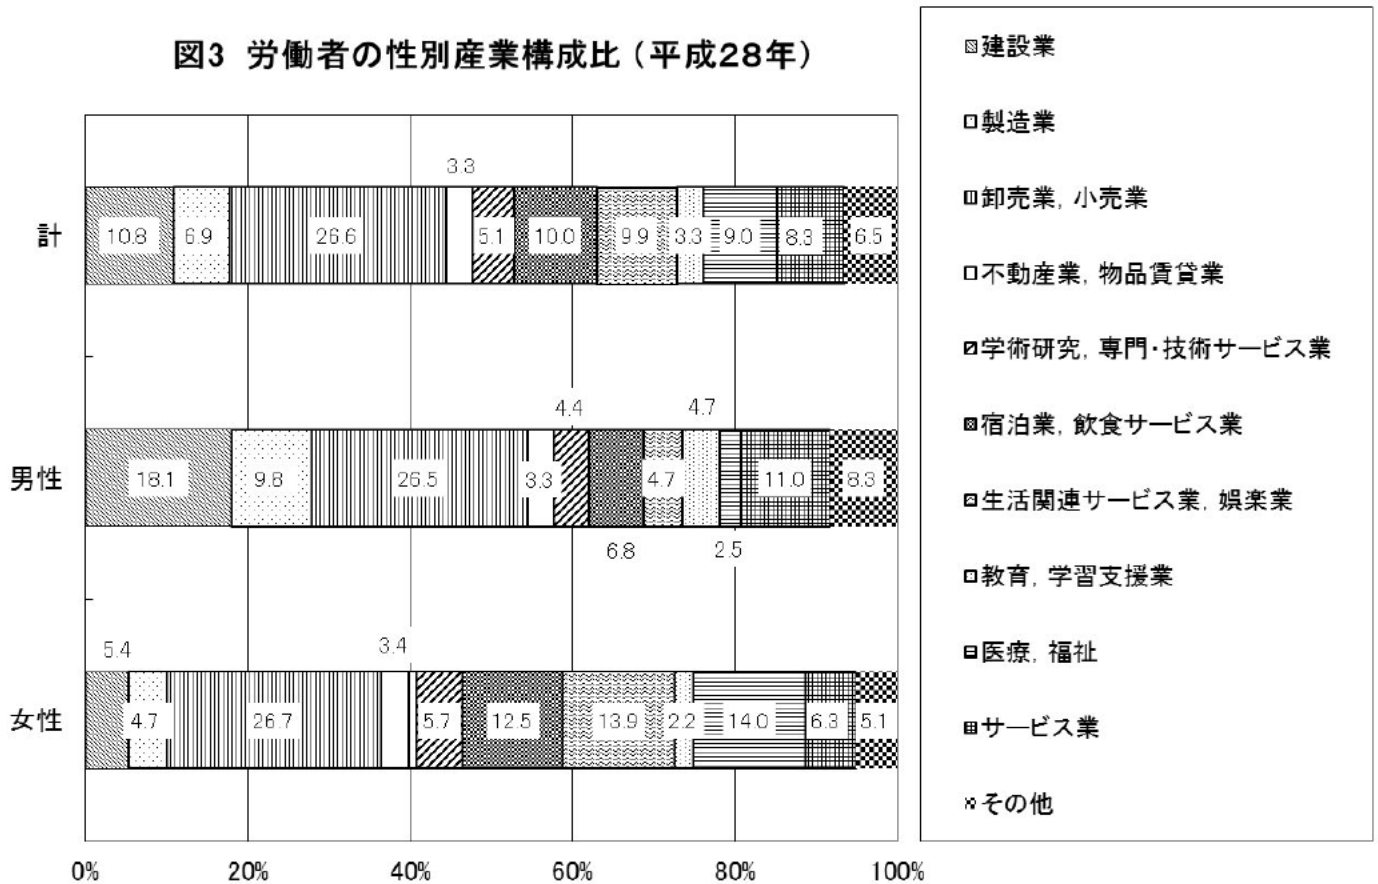 図3 労働者の性別産業構成比（平成28年）
3.3
計
10.8 6.9 26.6 5.1 10.0 9.9 3.3 9.0 8.3 6.5
4.4 4.7
男性
18.1 9.8 26.5 3.3 4.7 11.0 8.3
6.8 2.5
5.4 3.4
女性
4.7 26.7 5.7 12.5 13.9 2.2 14.0 6.3 5.1
0% 20% 40% 60% 80% 100%
建設業
製造業
卸売業, 小売業
不動産業, 物品賃貸業
学術研究, 専門・技術サービス業
宿泊業, 飲食サービス業
生活関連サービス業, 娯楽業
教育, 学習支援業
医療, 福祉
サービス業
その他